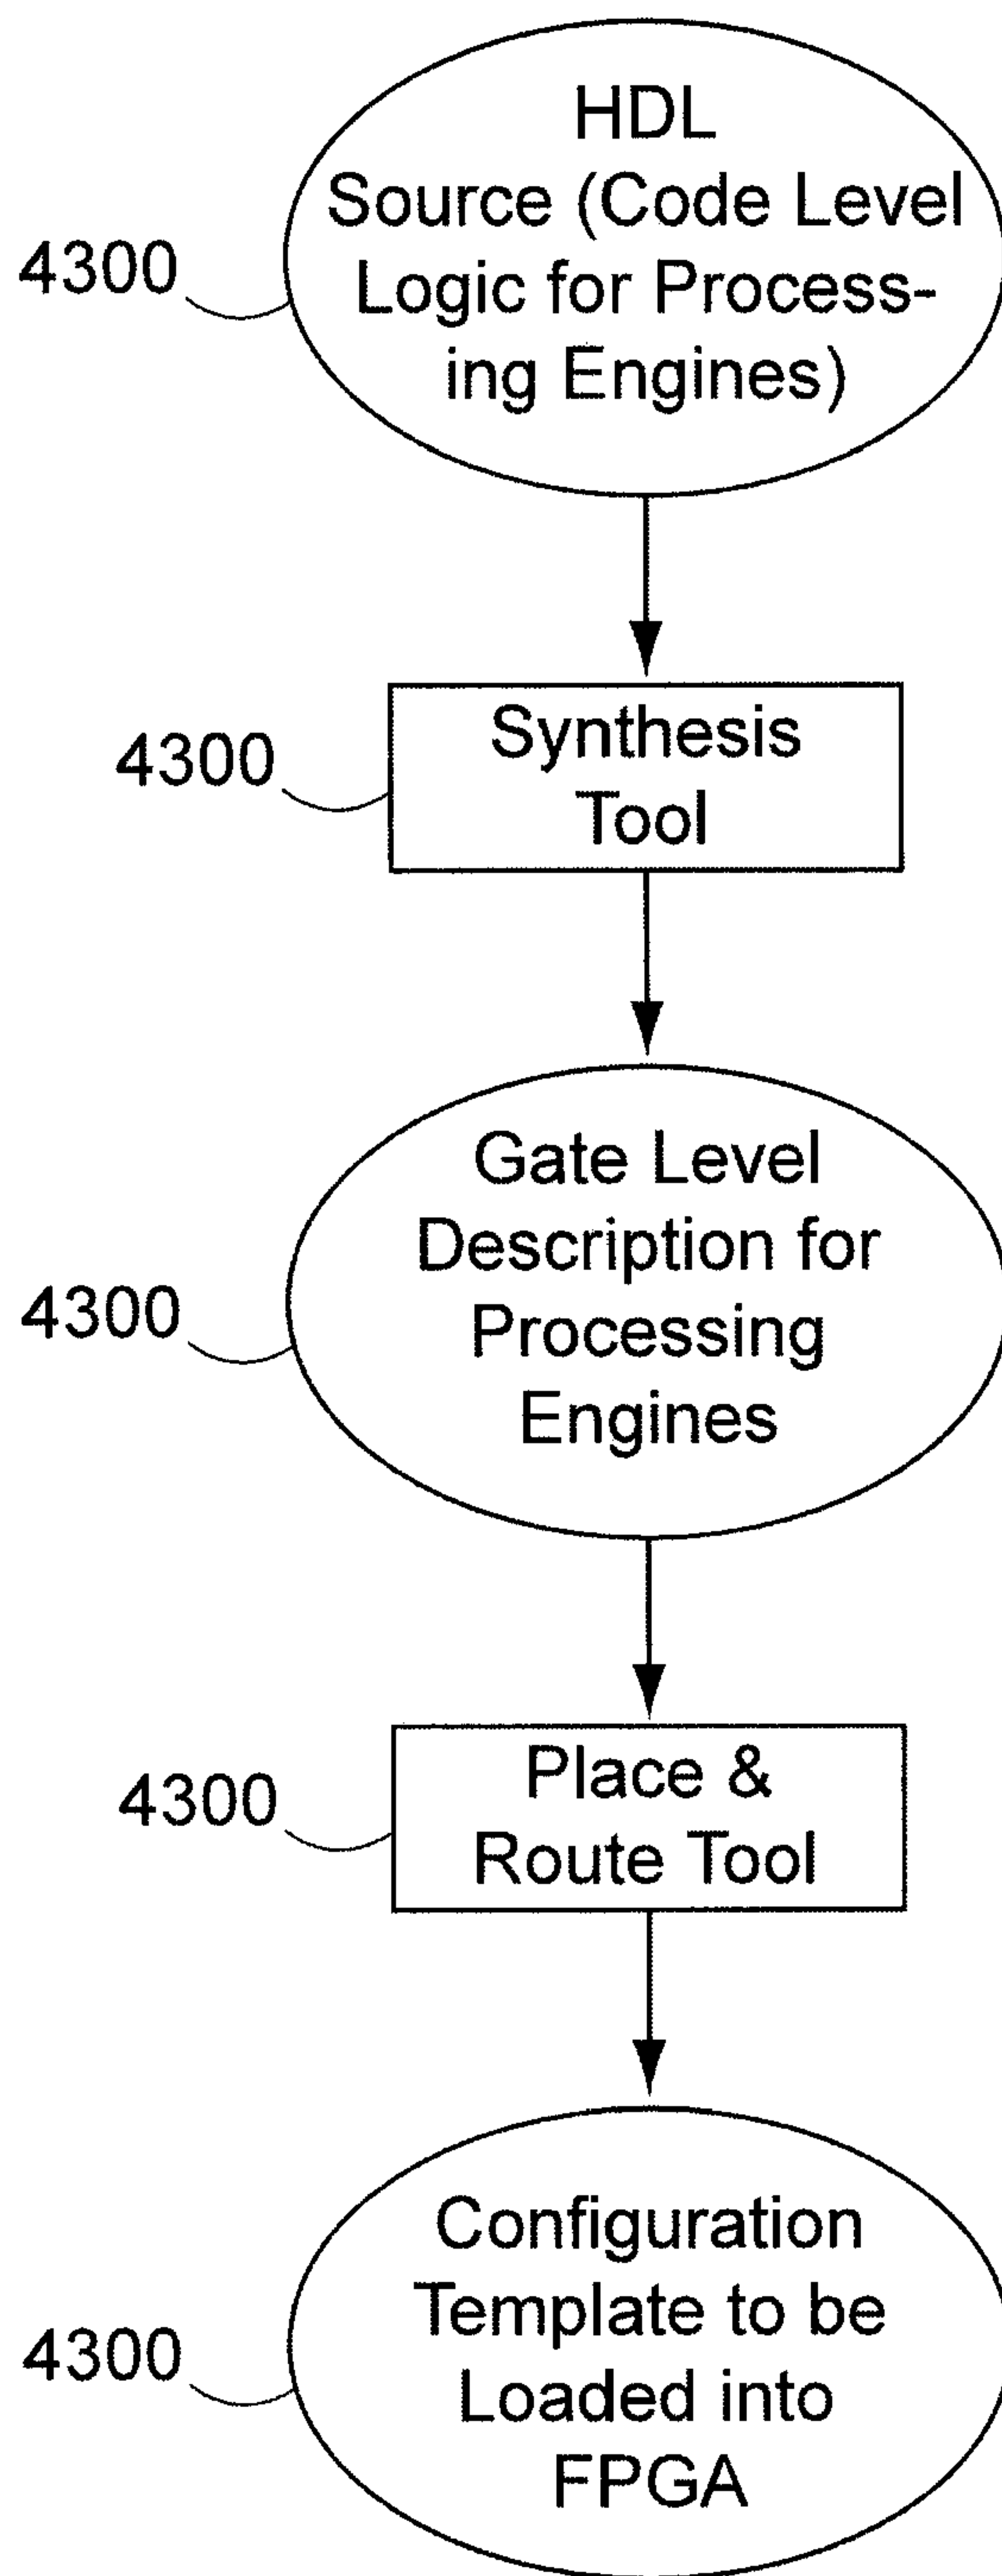 HDL
Source (Code Level
Logic for Process-
ing Engines)
4300
Synthesis
Tool
4300
Gate Level
Description for
Processing
Engines
4300
Place &
Route Tool
4300
Configuration
Template to be
Loaded into
FPGA
4300